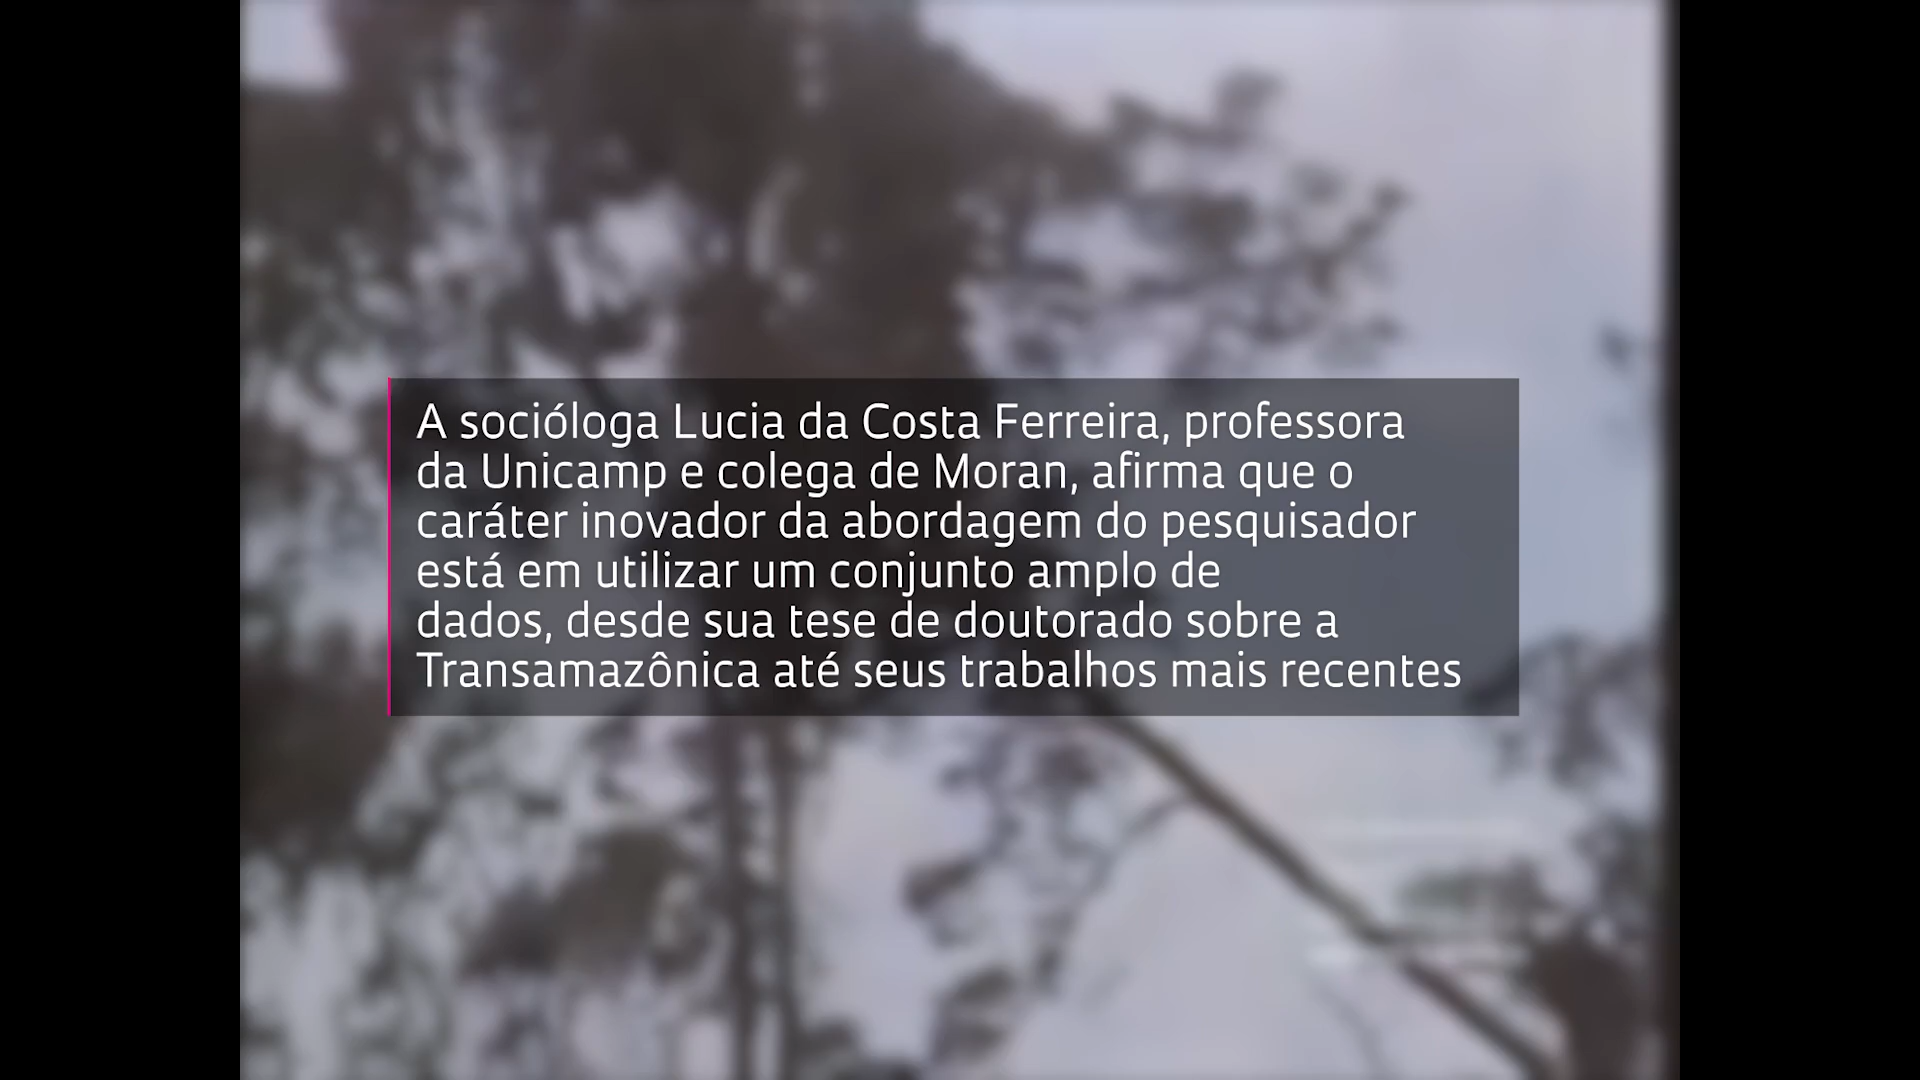 A socióloga Lucia da Costa Ferreira, professora
da Unicamp e colega de Moran, afirma que o
caráter inovador da abordagem do pesquisador
está em utilizar um conjunto amplo de
dados, desde sua tese de doutorado sobre a
Transamazônica até seus trabalhos mais recentes